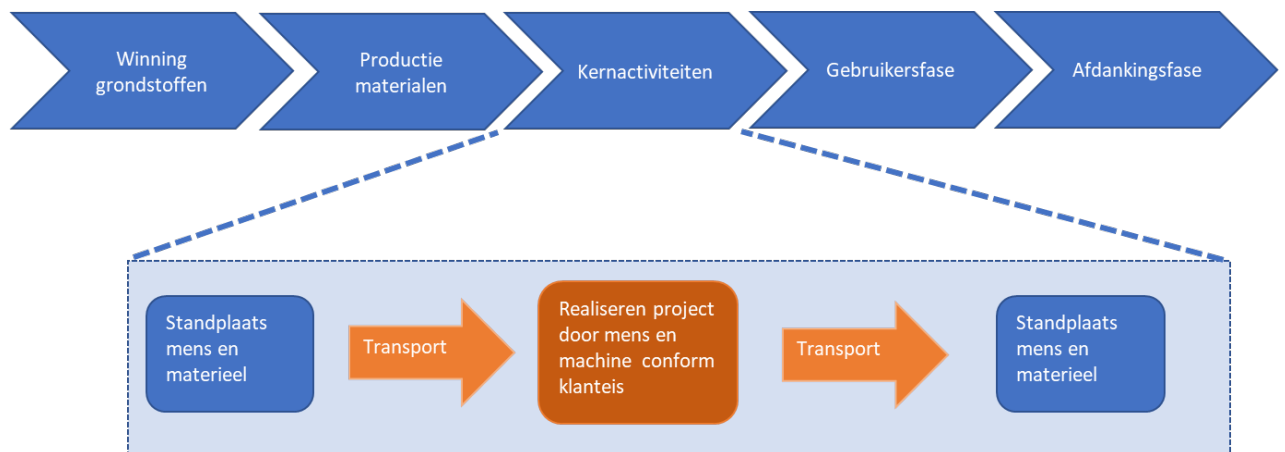 Winning
grondstoffen
Productie
materialen
Kernactiviteiten
Gebruikersfase
Afdankingsfase
Standplaats
mens en
materieel
Transport
Realiseren project
door mens en
machine conform
klanteis
Transport
Standplaats
mens en
materieel